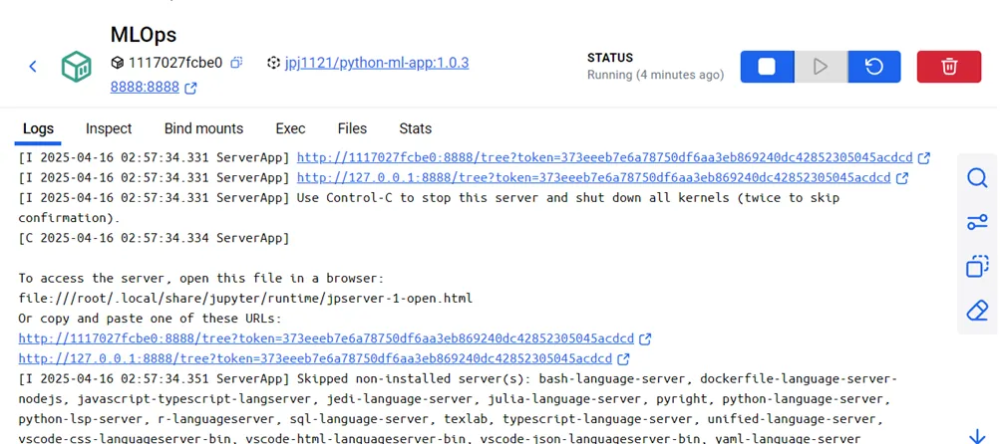 MLOps
1117027fcbe0
jpj1121/python-ml-app:1.0.3
8888:8888
STATUS
Running (4 minutes ago)
Logs Inspect Bind mounts Exec Files Stats
[I 2025-04-16 02:57:34.331 ServerApp] http://1117027fcbe0:8888/tree?token=373eeeb7e6a78750df6aa3eb869240dc42852305045acdcd
[I 2025-04-16 02:57:34.331 ServerApp] http://127.0.0.1:8888/tree?token=373eeeb7e6a78750df6aa3eb869240dc42852305045acdcd
[I 2025-04-16 02:57:34.331 ServerApp] Use Control-C to stop this server and shut down all kernels (twice to skip
confirmation).
[C 2025-04-16 02:57:34.334 ServerApp]
To access the server, open this file in a browser:
file:///root/.local/share/jupyter/runtime/jpserver-1-open.html
Or copy and paste one of these URLs:
http://1117027fcbe0:8888/tree?token=373eeeb7e6a78750df6aa3eb869240dc42852305045acdcd
http://127.0.0.1:8888/tree?token=373eeeb7e6a78750df6aa3eb869240dc42852305045acdcd
[I 2025-04-16 02:57:34.351 ServerApp] Skipped non-installed server(s): bash-language-server, dockerfile-language-server-
nodejs, javascript-typescript-langserver, jedi-language-server, julia-language-server, pyright, python-language-server,
python-lsp-server, r-languageserver, sql-language-server, texlab, typescript-language-server, unified-language-server,
vscode-css-languageserver-bin, vscode-html-languageserver-bin, vscode-json-languageserver-bin, yaml-language-server